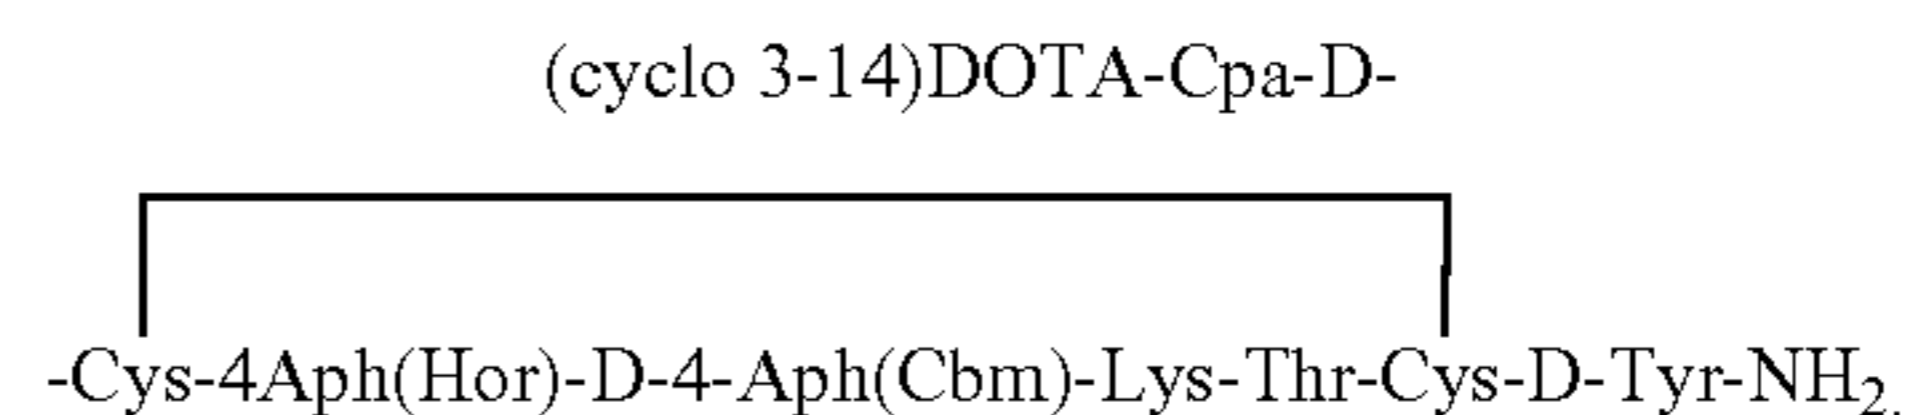 (cyclo 3-14)DOTA-Cpa-D-
-Cys-4Aph(Hor)-D-4-Aph(Cbm)-Lys-Thr-Cys-D-Tyr-NH₂.